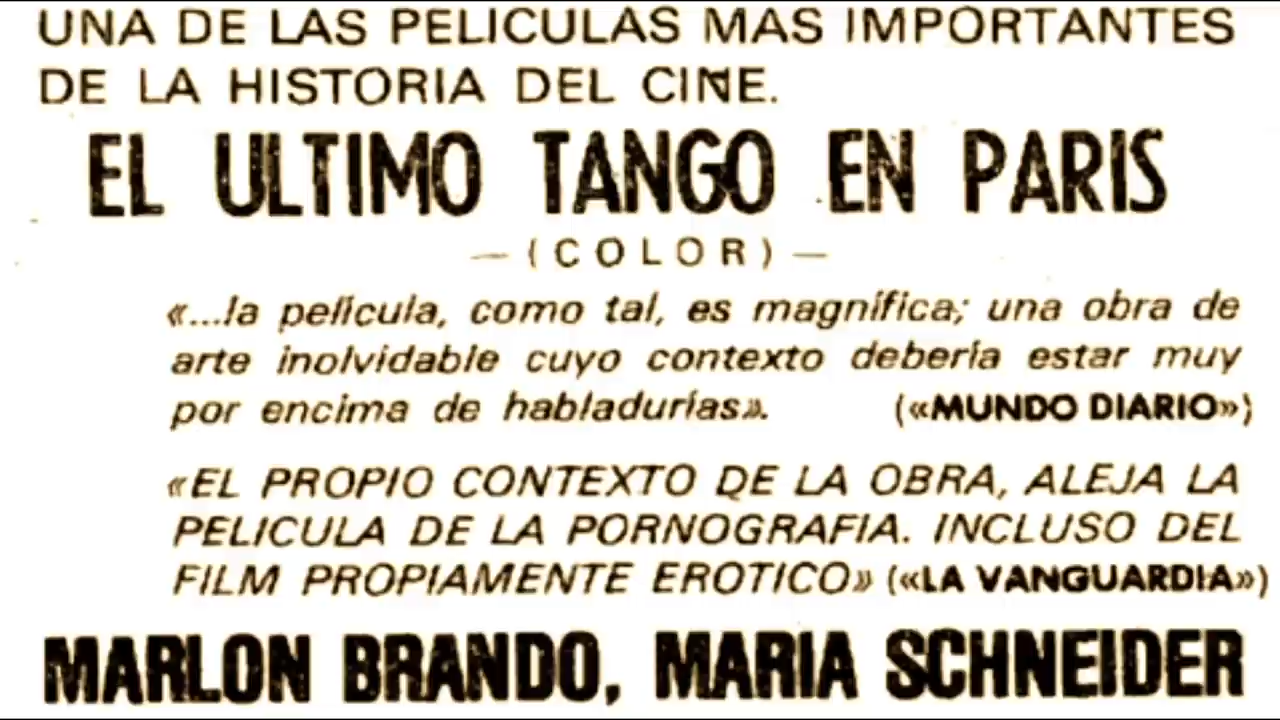 UNA DE LAS PELICULAS MAS IMPORTANTES
DE LA HISTORIA DEL CINE.
EL ULTIMO TANGO EN PARIS
—(COLOR)—
«...la película, como tal, es magnífica; una obra de
arte inolvidable cuyo contexto debería estar muy
por encima de habladurías». («MUNDO DIARIO»)
«EL PROPIO CONTEXTO DE LA OBRA, ALEJA LA
PELICULA DE LA PORNOGRAFIA. INCLUSO DEL
FILM PROPIAMENTE EROTICO» («LA VANGUARDIA»)
MARLON BRANDO, MARIA SCHNEIDER